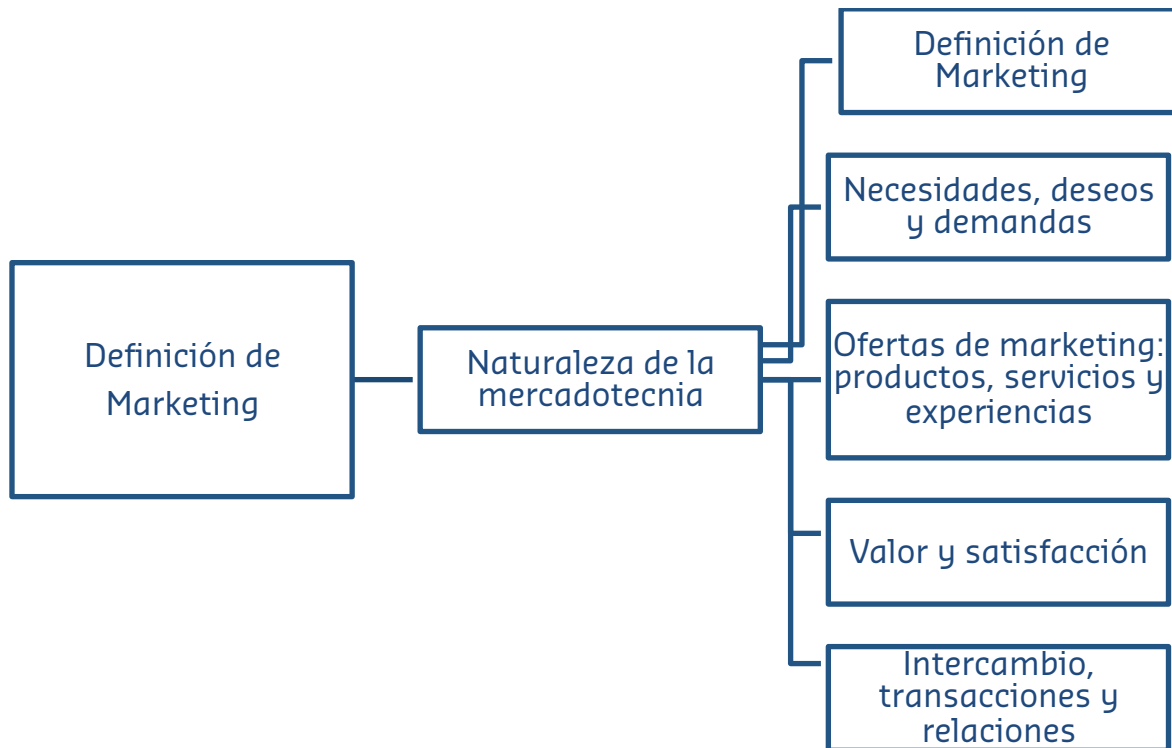 Definición de
Marketing
Naturaleza de la
mercadotecnia
Definición de
Marketing
Necesidades, deseos
y demandas
Ofertas de marketing:
productos, servicios y
experiencias
Valor y satisfacción
Intercambio,
transacciones y
relaciones